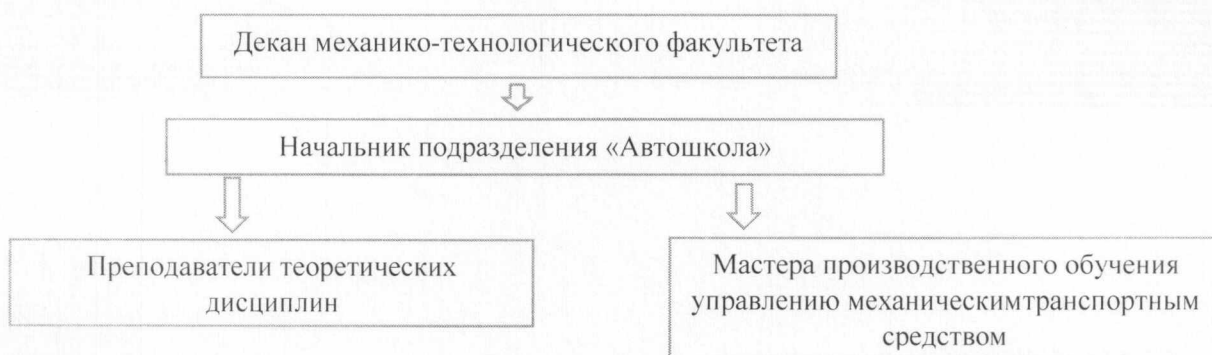 Декан механико-технологического факультета
Начальник подразделения «Автошкола»
Преподаватели теоретических
дисциплин
Мастера производственного обучения
управлению механическимтранспортным
средством